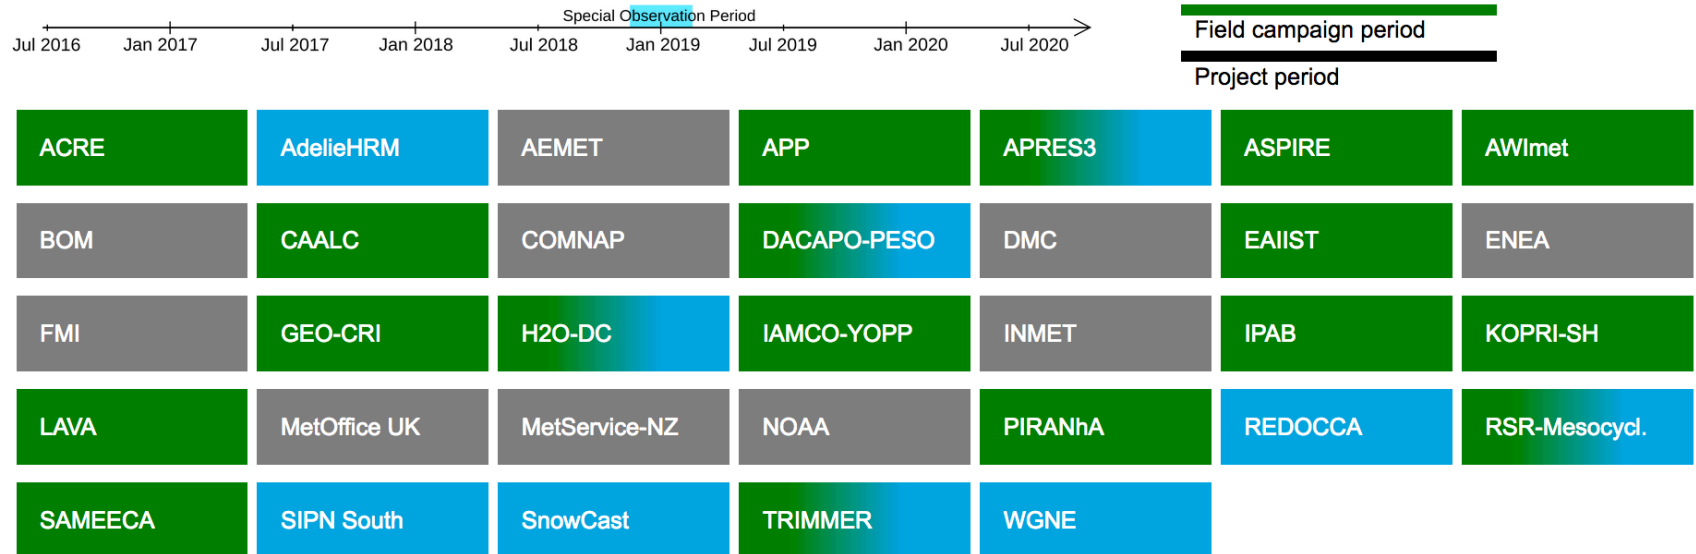 Special Observation Period
Jul 2016 Jan 2017 Jul 2017 Jan 2018 Jul 2018 Jan 2019 Jul 2019 Jan 2020 Jul 2020
Field campaign period
Project period
ACRE AdelieHRM AEMET APP APRES3 ASPIRE AWImet
BOM CAALC COMNAP DACAPO-PESO DMC EAIIST ENEA
FMI GEO-CRI H2O-DC IAMCO-YOPP INMET IPAB KOPRI-SH
LAVA MetOffice UK MetService-NZ NOAA PIRANhA REDOCCA RSR-Mesocycl.
SAMEECA SIPN South SnowCast TRIMMER WGNE